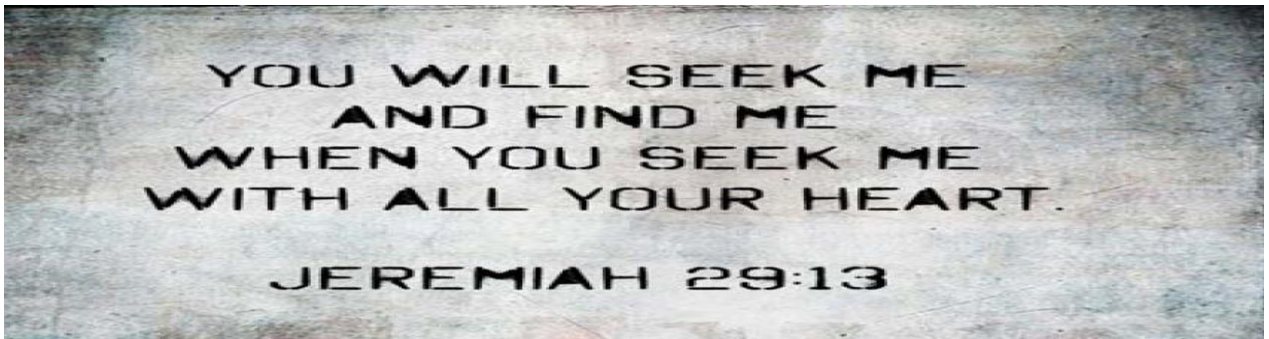 YOU WILL SEEK ME
AND FIND ME
WHEN YOU SEEK ME
WITH ALL YOUR HEART.
JEREMIAH 29:13